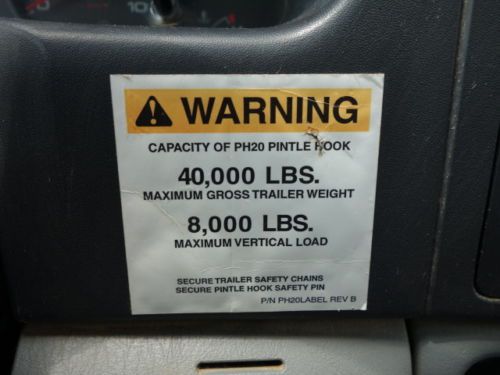 10
WARNING
CAPACITY OF PH20 PINTLE HOOK
40,000 LBS.
MAXIMUM GROSS TRAILER WEIGHT
8,000 LBS.
MAXIMUM VERTICAL LOAD
SECURE TRAILER SAFETY CHAINS
SECURE PINTLE HOOK SAFETY PIN
P/N PH20LABEL REV B